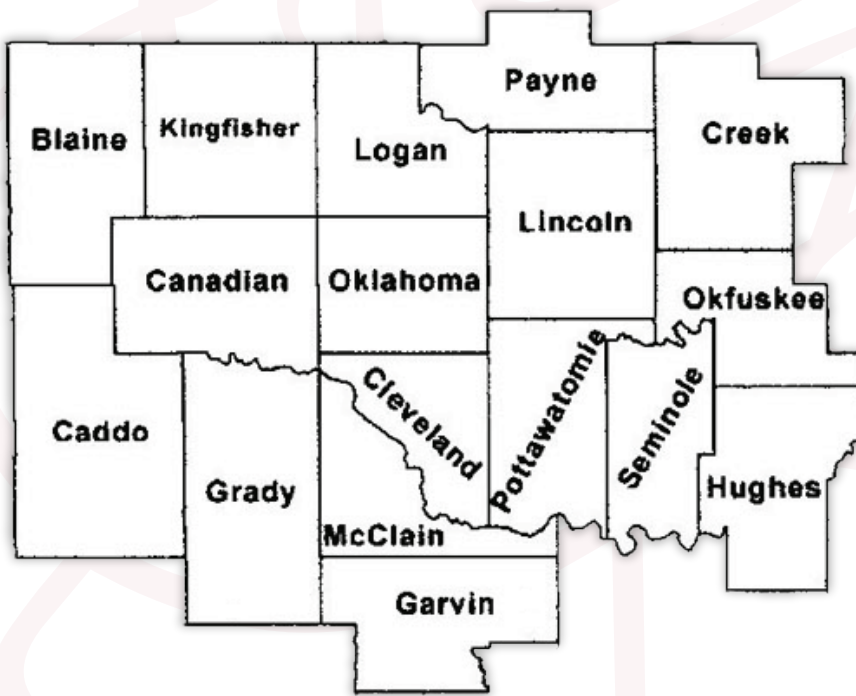 Payne
Blaine
Kingfisher
Logan
Creek
Lincoln
Canadian
Oklahoma
Okfuskee
Cleveland
Pottawatomie
Seminole
Caddo
Grady
Hughes
McClain
Garvin